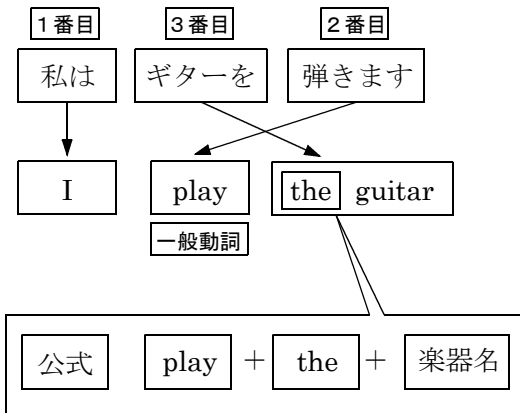 1番目 3番目 2番目
私は ギターを 弾きます
I play the guitar
一般動詞
公式 play + the + 楽器名